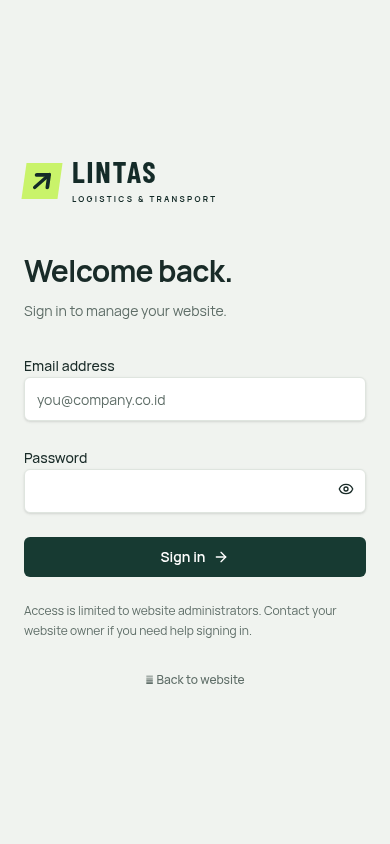 LINTAS
LOGISTICS & TRANSPORT
Welcome back.
Sign in to manage your website.
Email address
you@company.co.id
Password
Sign in →
Access is limited to website administrators. Contact your
website owner if you need help signing in.
Back to website